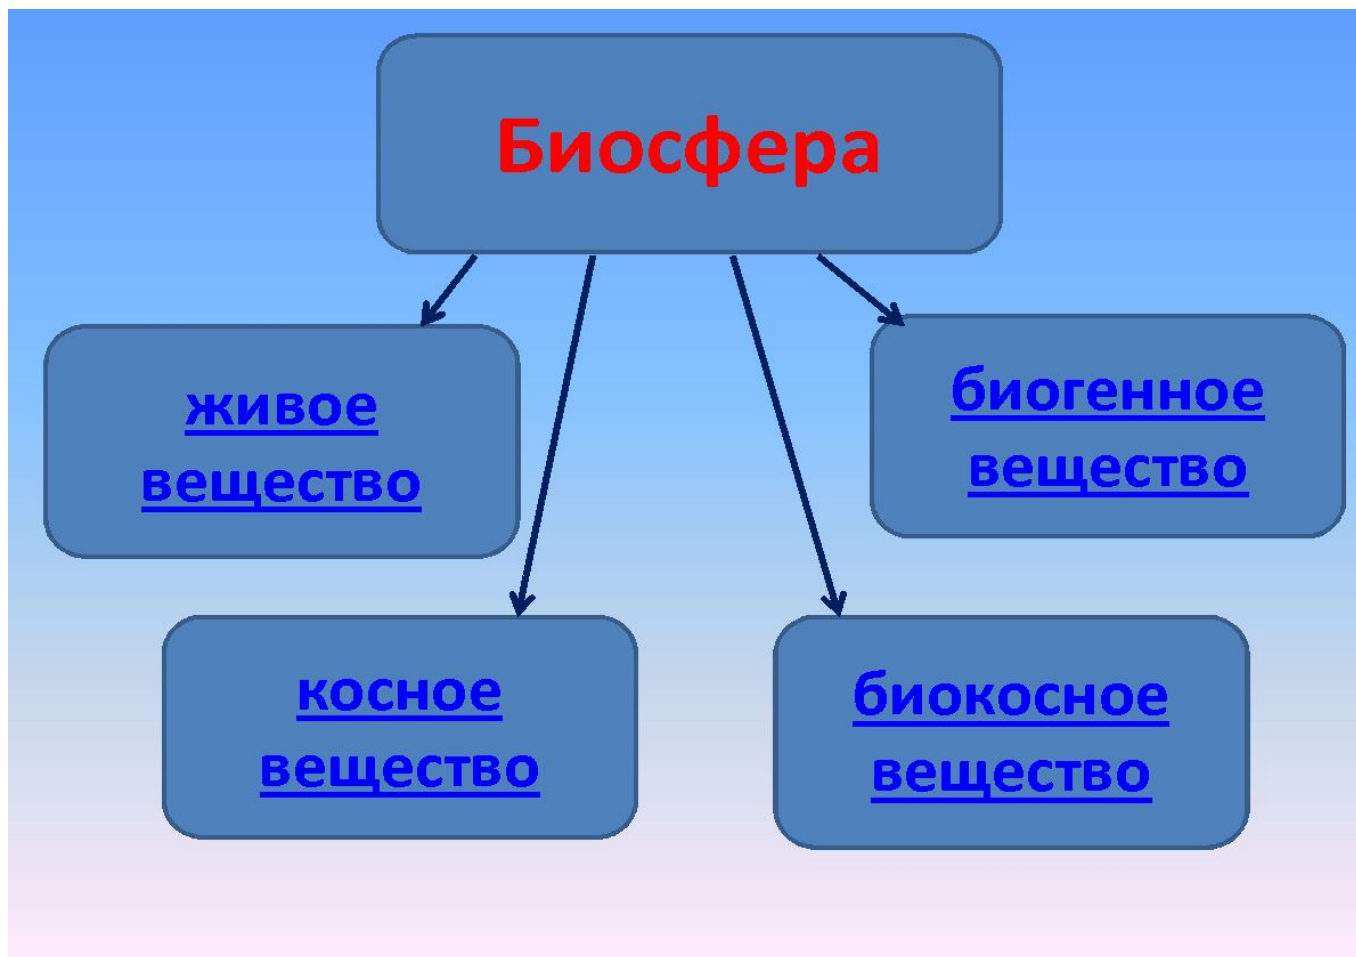 Биосфера
живое
вещество
биогенное
вещество
косное
вещество
биокосное
вещество